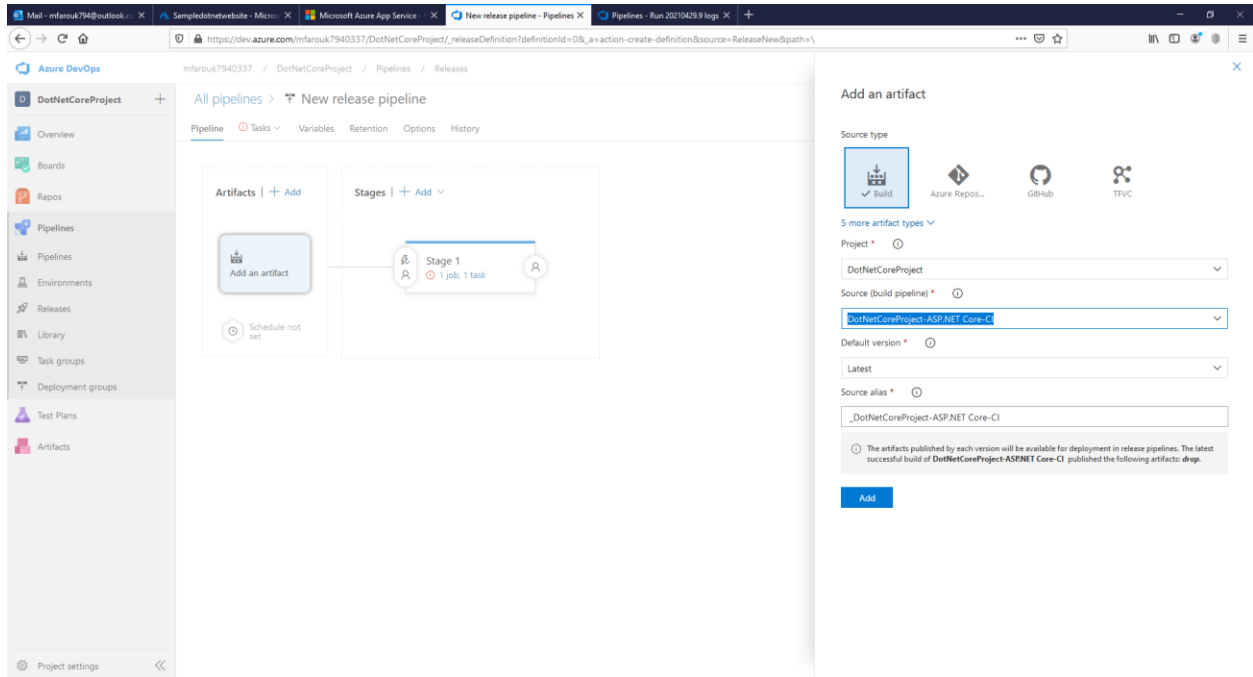 Mail - mfarouk794@outlook.co
Sampledotnetwebsite - Micros
Microsoft Azure App Service - \
New release pipeline - Pipelines
Pipelines - Run 20210429.9 logs
https://dev.azure.com/mfarouk7940337/DotNetCoreProject/_releaseDefinition?definitionId=0&_a=action-create-definition&source=ReleaseNew&path=\
Azure DevOps
mfarouk7940337 / DotNetCoreProject / Pipelines / Releases
D DotNetCoreProject
Overview
Boards
Repos
Pipelines
Pipelines
Environments
Releases
Library
Task groups
Deployment groups
Test Plans
Artifacts
Project settings
All pipelines > New release pipeline
Pipeline Tasks Variables Retention Options History
Artifacts | + Add
Stages | + Add
Add an artifact
Schedule not
set
Stage 1
1 job, 1 task
Add an artifact
Source type
Build
Azure Repos...
GitHub
TFVC
5 more artifact types
Project *
DotNetCoreProject
Source (build pipeline) *
DotNetCoreProject-ASP.NET Core-CI
Default version *
Latest
Source alias *
_DotNetCoreProject-ASP.NET Core-CI
The artifacts published by each version will be available for deployment in release pipelines. The latest
successful build of DotNetCoreProject-ASP.NET Core-CI published the following artifacts: drop.
Add